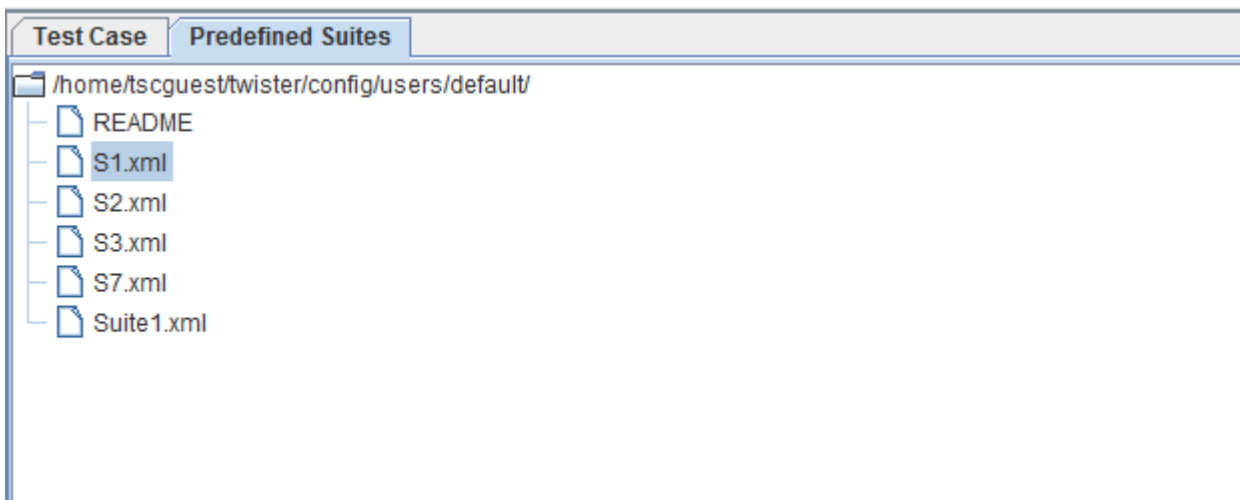 Test Case Predefined Suites
/home/tscguest/twister/config/users/default/
README
S1.xml
S2.xml
S3.xml
S7.xml
Suite1.xml